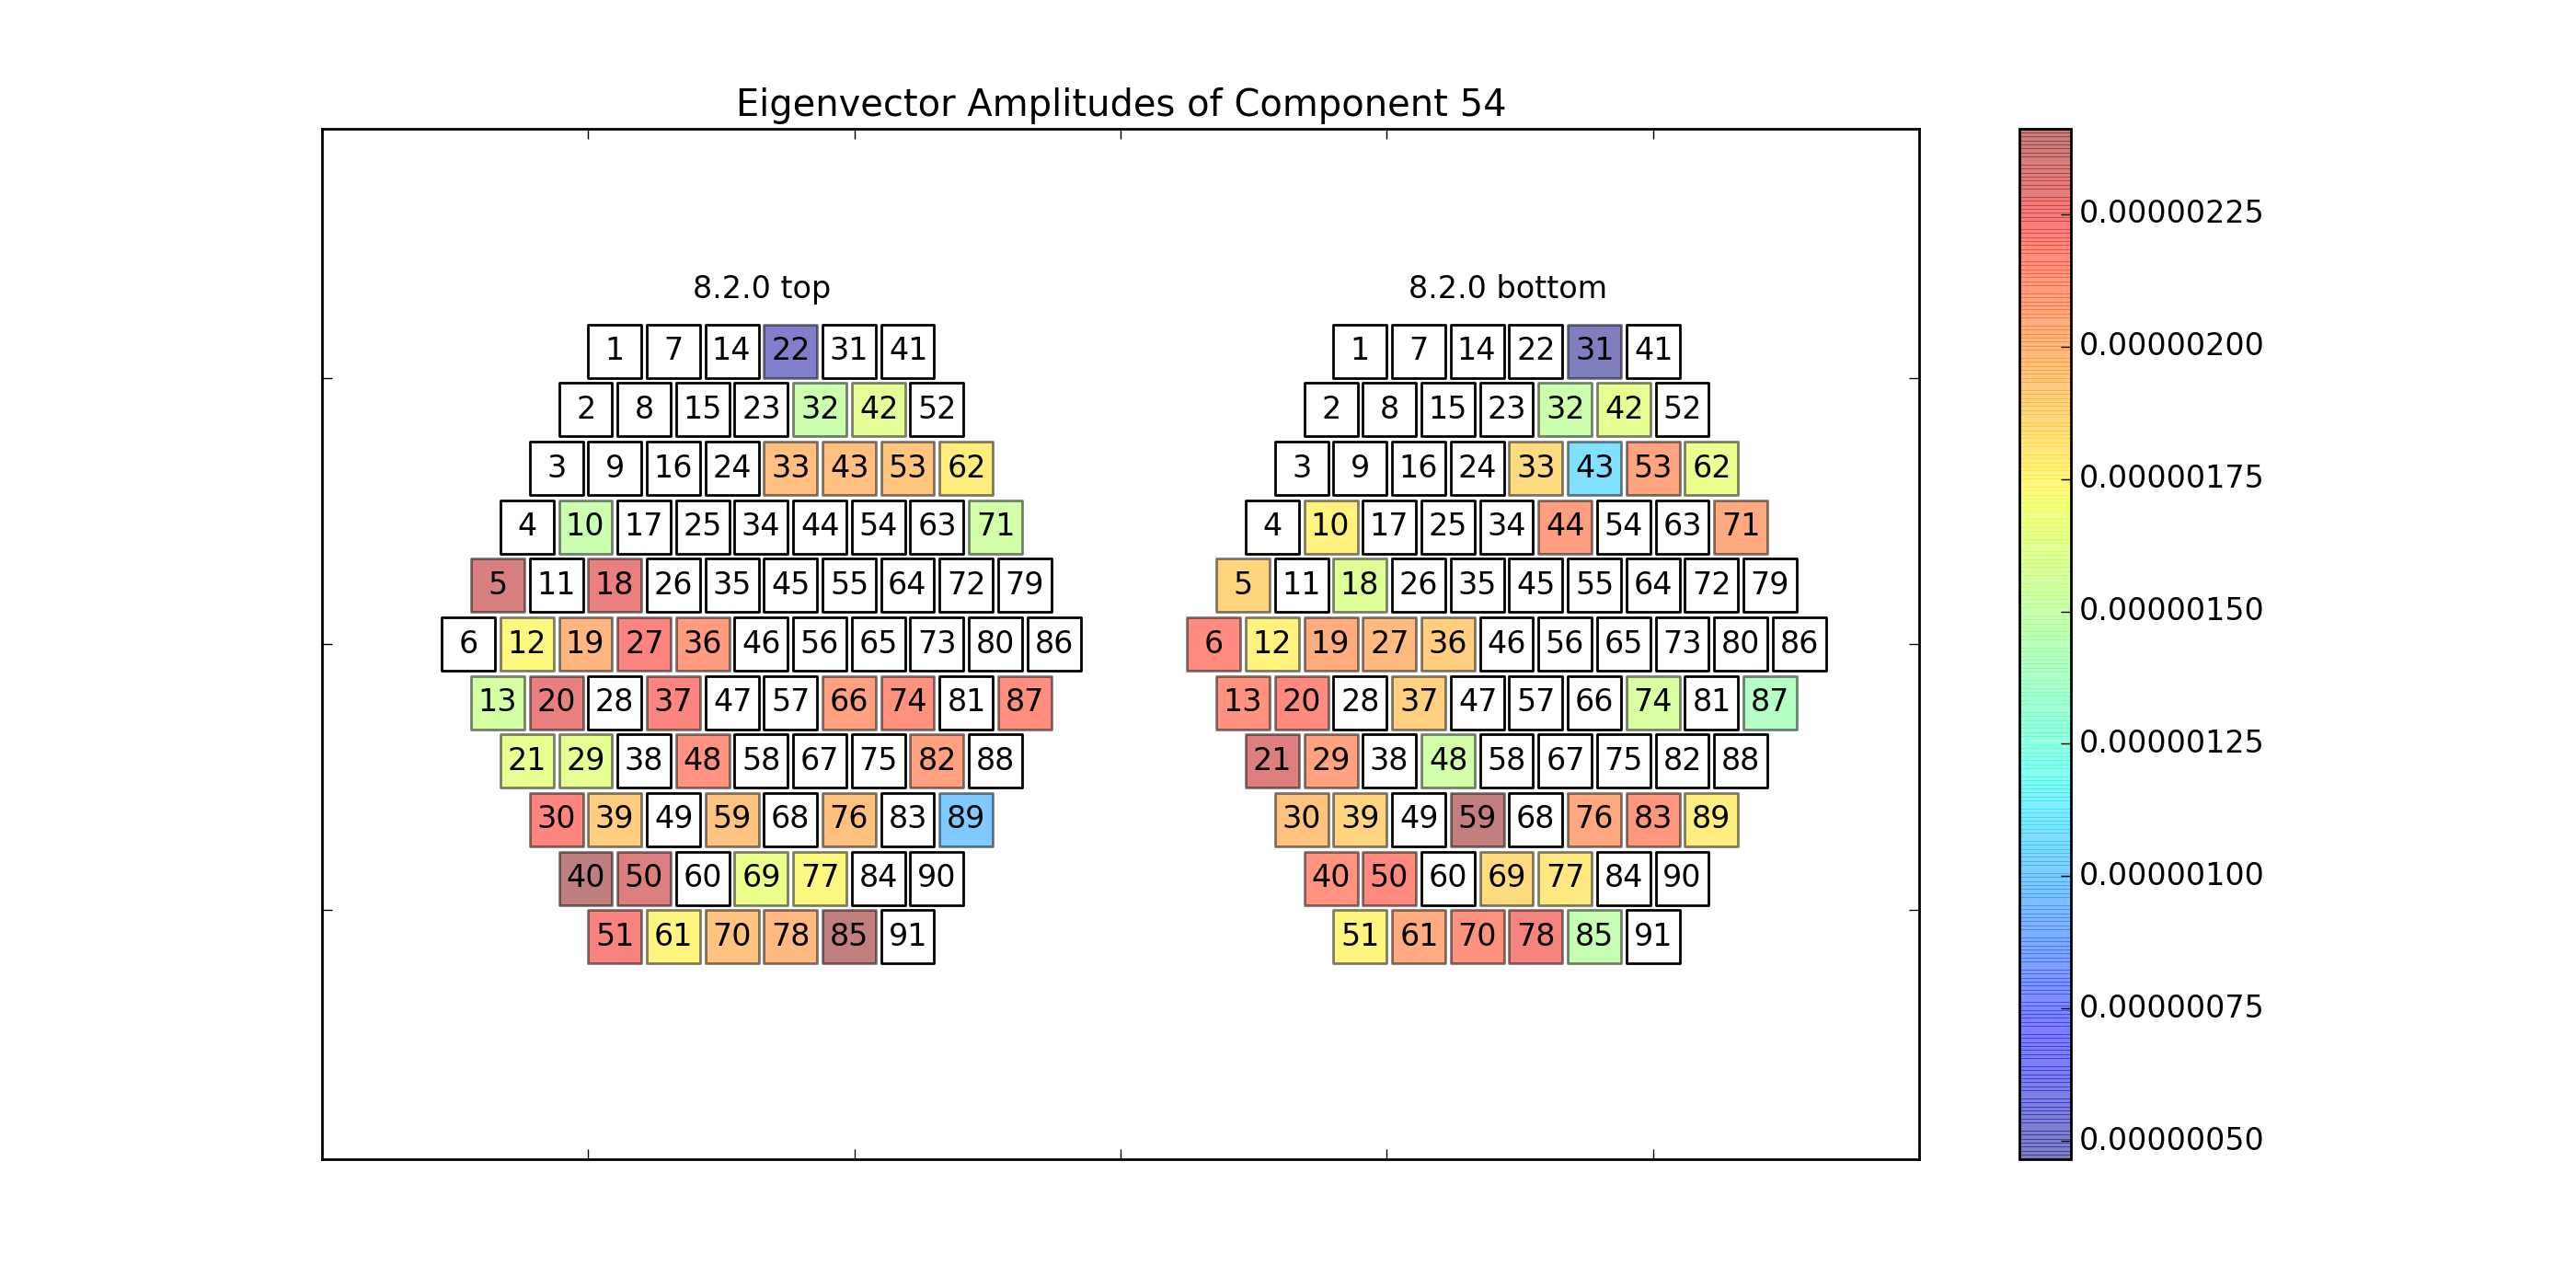 Eigenvector Amplitudes of Component 54
8.2.0 top
1 7 14 22 31 41
2 8 15 23 32 42 52
3 9 16 24 33 43 53 62
4 10 17 25 34 44 54 63 71
5 11 18 26 35 45 55 64 72 79
6 12 19 27 36 46 56 65 73 80 86
13 20 28 37 47 57 66 74 81 87
21 29 38 48 58 67 75 82 88
30 39 49 59 68 76 83 89
40 50 60 69 77 84 90
51 61 70 78 85 91
8.2.0 bottom
1 7 14 22 31 41
2 8 15 23 32 42 52
3 9 16 24 33 43 53 62
4 10 17 25 34 44 54 63 71
5 11 18 26 35 45 55 64 72 79
6 12 19 27 36 46 56 65 73 80 86
13 20 28 37 47 57 66 74 81 87
21 29 38 48 58 67 75 82 88
30 39 49 59 68 76 83 89
40 50 60 69 77 84 90
51 61 70 78 85 91
0.00000225
0.00000200
0.00000175
0.00000150
0.00000125
0.00000100
0.00000075
0.00000050